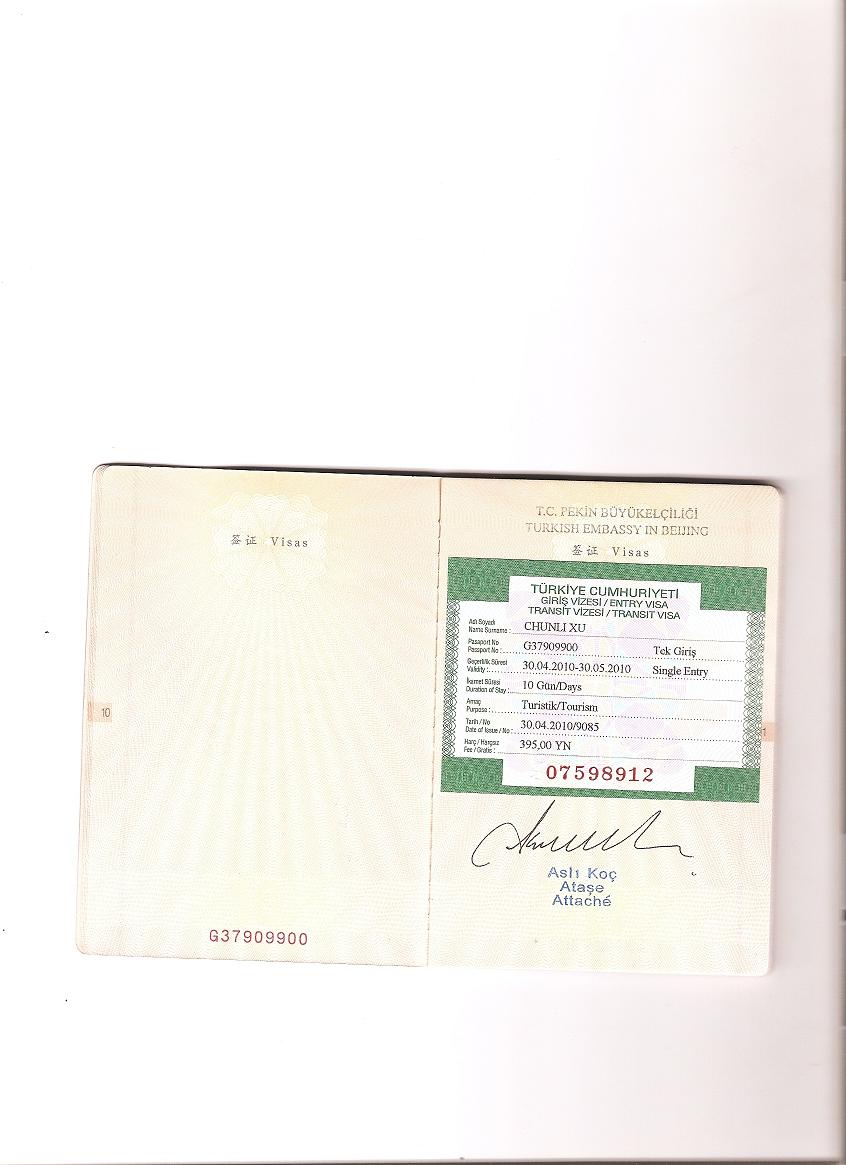 签证 Visas
10
G37909900
T.C. PEKİN BÜYÜKELÇİLİĞİ
TURKISH EMBASSY IN BEIJING
签证 Visas
TÜRKİYE CUMHURİYETİ
GİRİŞ VİZESİ / ENTRY VISA
TRANSİT VİZESİ / TRANSIT VISA
Adı Soyadı
Name Surname : CHUNLI XU
Pasaport No
Passport No : G37909900 Tek Giriş
Geçerlilik Süresi
Validity : 30.04.2010-30.05.2010 Single Entry
İkamet Süresi
Duration of Stay : 10 Gün/Days
Amaç
Purpose : Turistik/Tourism
Tarih / No
Date of Issue / No : 30.04.2010/9085
Harç / Harçsız
Fee / Gratis : 395,00 YN
07598912
Aslı Koç
Ataşe
Attaché